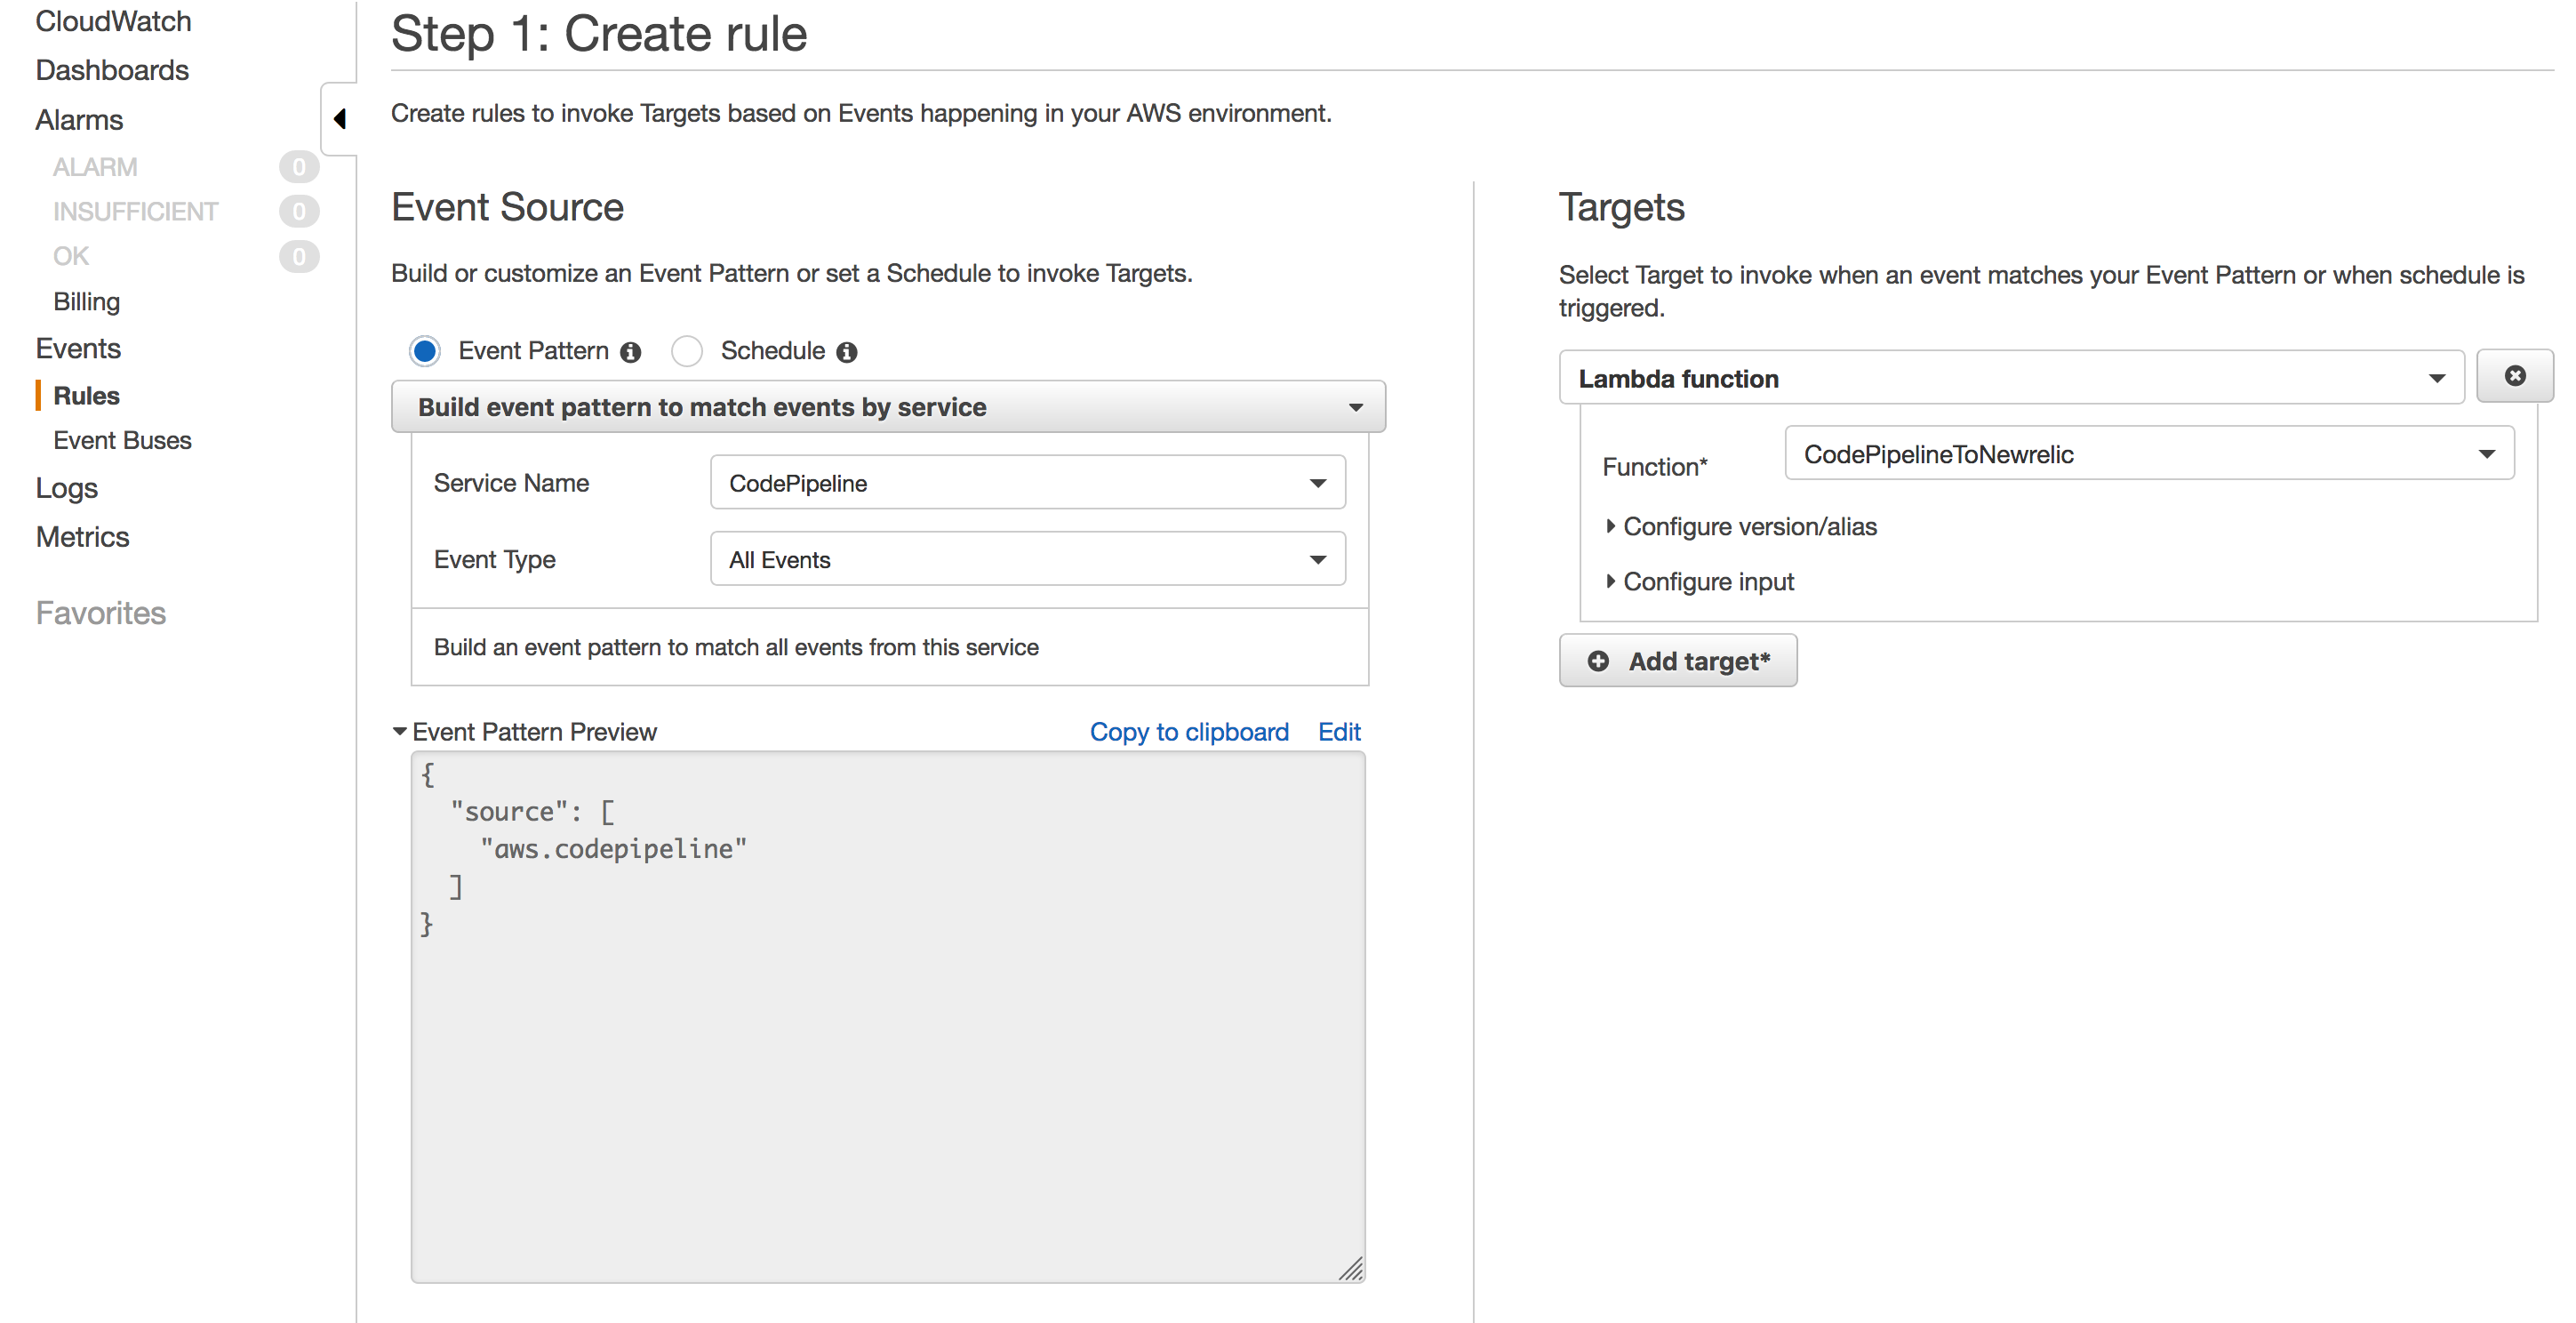 CloudWatch
Dashboards
Alarms
ALARM 0
INSUFFICIENT 0
OK 0
Billing
Events
Rules
Event Buses
Logs
Metrics
Favorites
Step 1: Create rule
Create rules to invoke Targets based on Events happening in your AWS environment.
Event Source
Build or customize an Event Pattern or set a Schedule to invoke Targets.
Event Pattern Schedule
Build event pattern to match events by service
Service Name CodePipeline
Event Type All Events
Build an event pattern to match all events from this service
Event Pattern Preview Copy to clipboard Edit
{
  "source": [
    "aws.codepipeline"
  ]
}
Targets
Select Target to invoke when an event matches your Event Pattern or when schedule is
triggered.
Lambda function
Function* CodePipelineToNewrelic
Configure version/alias
Configure input
Add target*